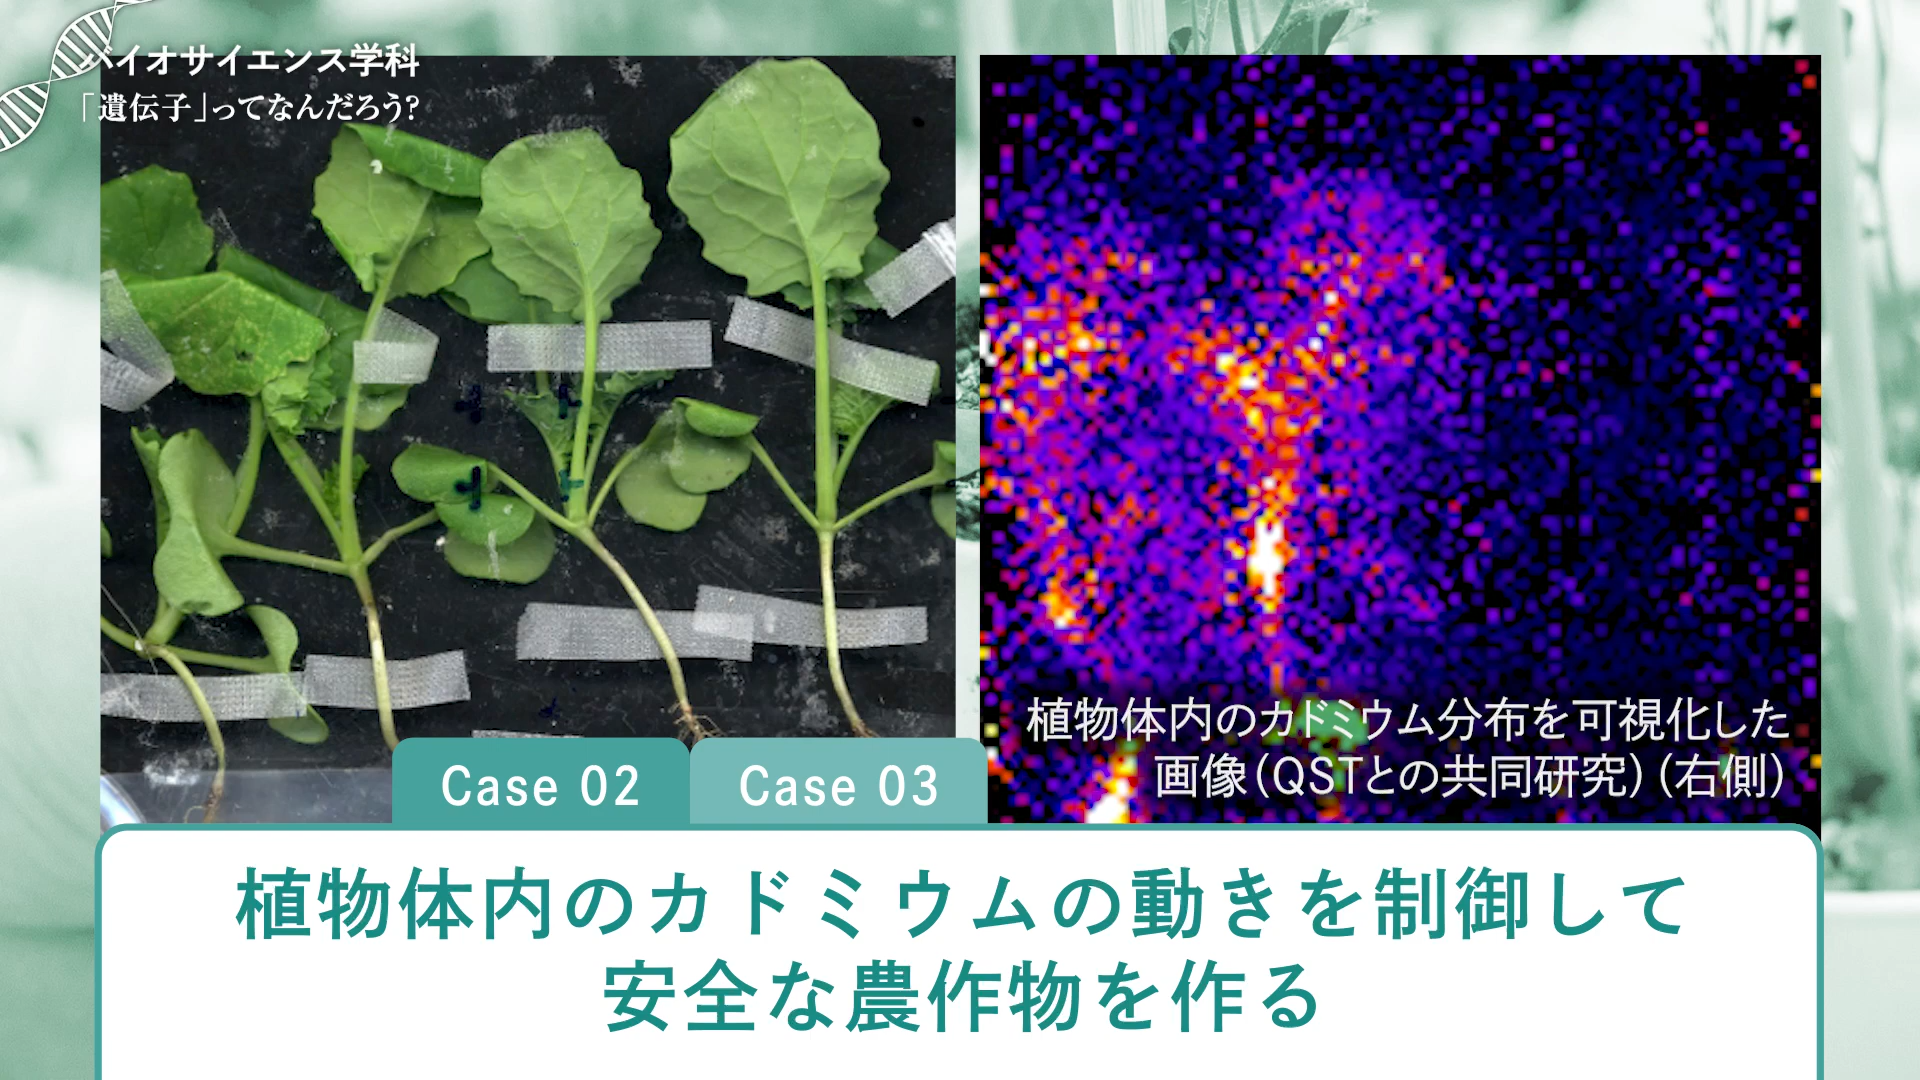 バイオサイエンス学科
「遺伝子」ってなんだろう?
植物体内のカドミウム分布を可視化した
画像(QSTとの共同研究)(右側)
Case 02
Case 03
植物体内のカドミウムの動きを制御して
安全な農作物を作る